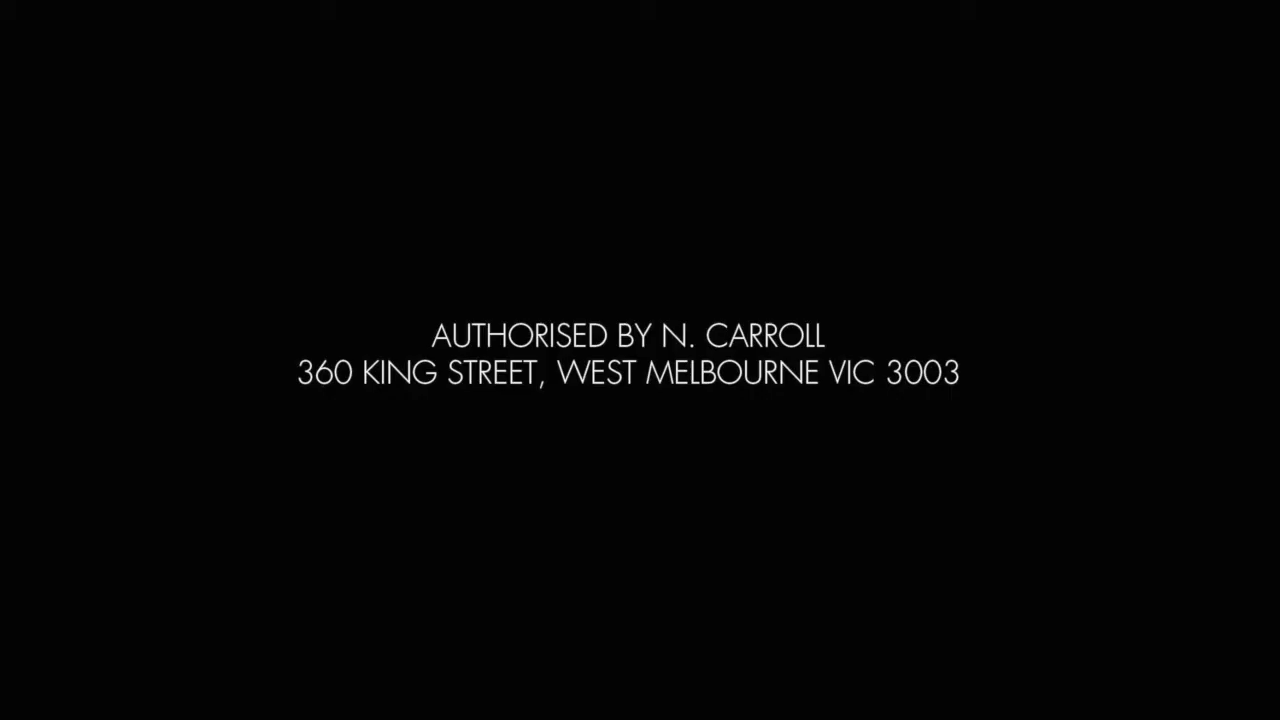 AUTHORISED BY N. CARROLL
360 KING STREET, WEST MELBOURNE VIC 3003